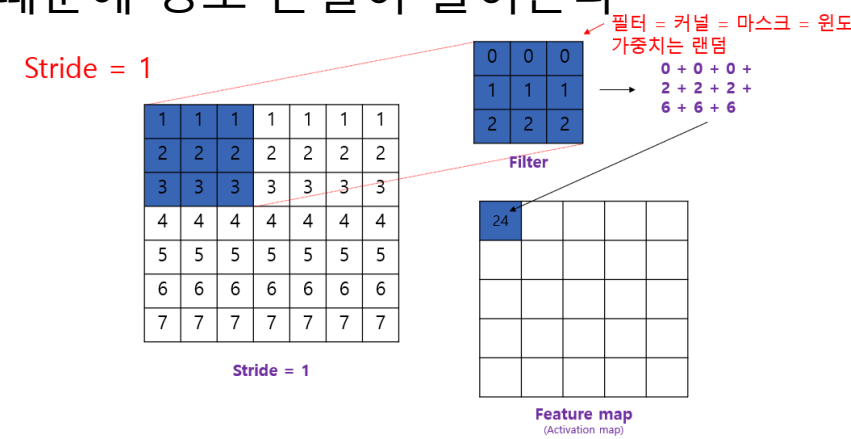 Stride = 1
필터 = 커널 = 마스크 = 윈도
가중치는 랜덤
0 0 0
1 1 1
2 2 2
0 + 0 + 0 +
2 + 2 + 2 +
6 + 6 + 6
Filter
1 1 1 1 1 1 1
2 2 2 2 2 2 2
3 3 3 3 3 3 3
4 4 4 4 4 4 4
5 5 5 5 5 5 5
6 6 6 6 6 6 6
7 7 7 7 7 7 7
Stride = 1
24
Feature map
(Activation map)